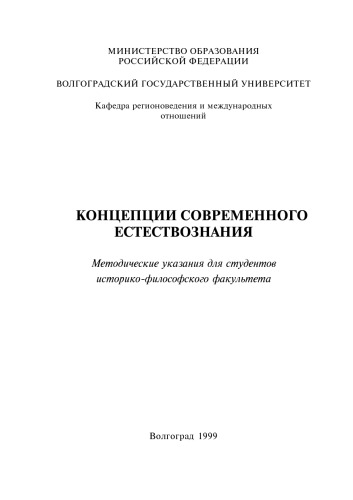 МИНИСТЕРСТВО ОБРАЗОВАНИЯ
РОССИЙСКОЙ ФЕДЕРАЦИИ
ВОЛГОГРАДСКИЙ ГОСУДАРСТВЕННЫЙ УНИВЕРСИТЕТ
Кафедра регионоведения и международных
отношений
КОНЦЕПЦИИ СОВРЕМЕННОГО
ЕСТЕСТВОЗНАНИЯ
Методические указания для студентов
историко-философского факультета
Волгоград 1999